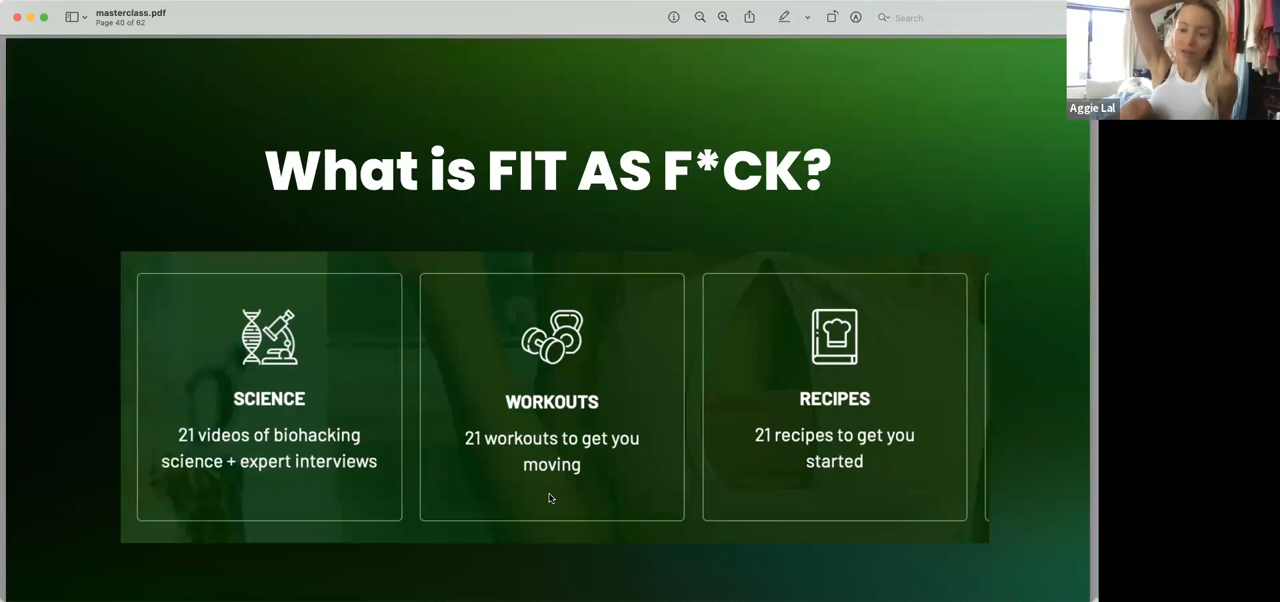 masterclass.pdf
Page 40 of 62
Search
Aggie Lal
What is FIT AS F*CK?
SCIENCE
21 videos of biohacking
science + expert interviews
WORKOUTS
21 workouts to get you
moving
RECIPES
21 recipes to get you
started